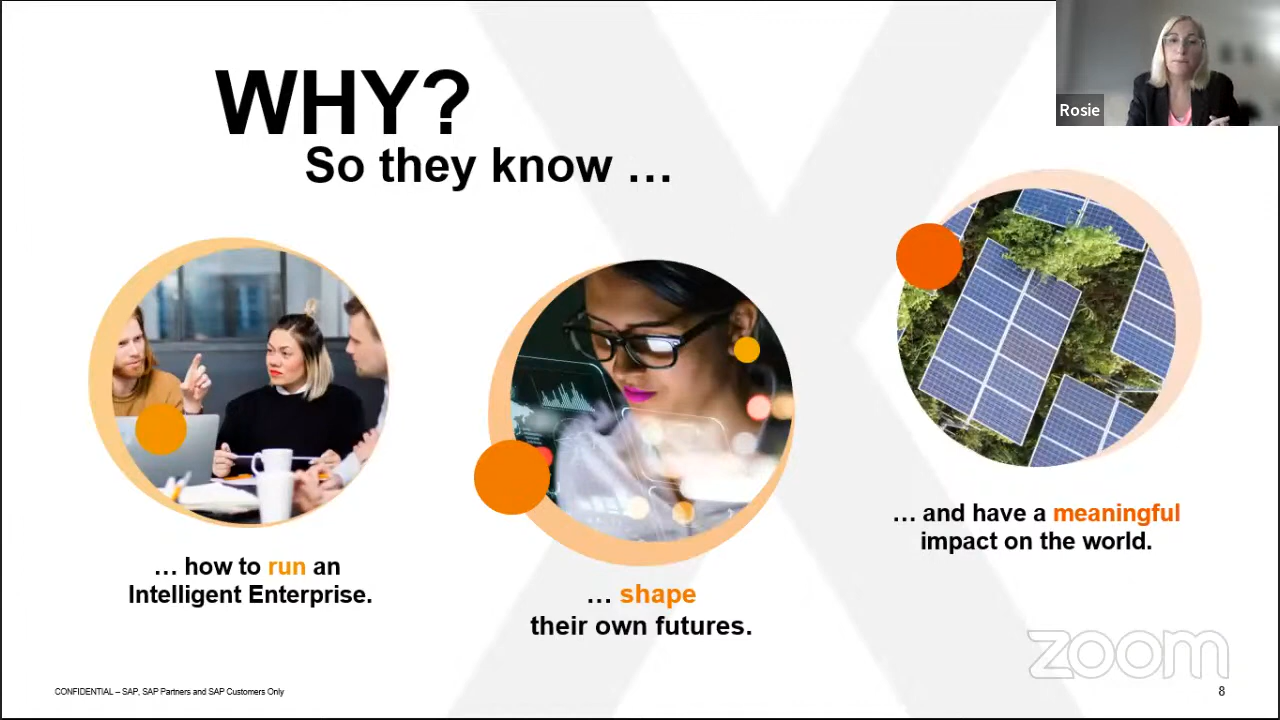 WHY?
So they know …
Rosie
… how to run an
Intelligent Enterprise.
… shape
their own futures.
… and have a meaningful
impact on the world.
zoom
CONFIDENTIAL – SAP, SAP Partners and SAP Customers Only
8